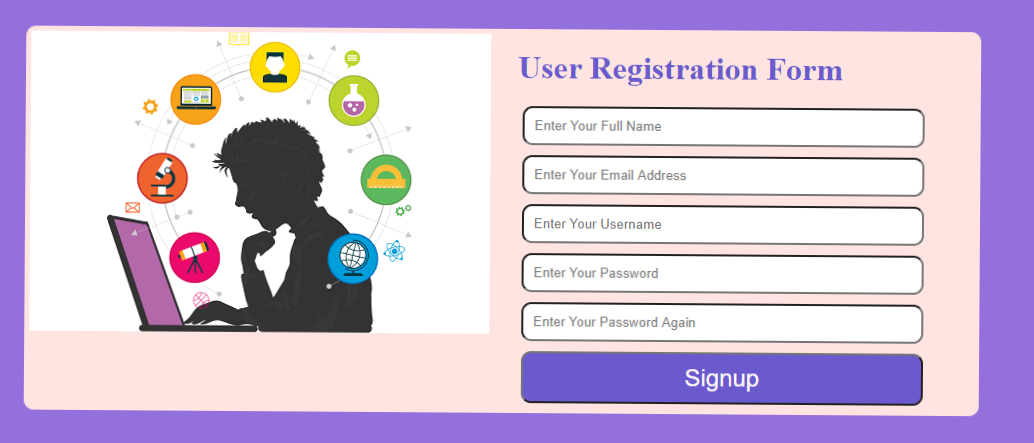 User Registration Form
Enter Your Full Name
Enter Your Email Address
Enter Your Username
Enter Your Password
Enter Your Password Again
Signup